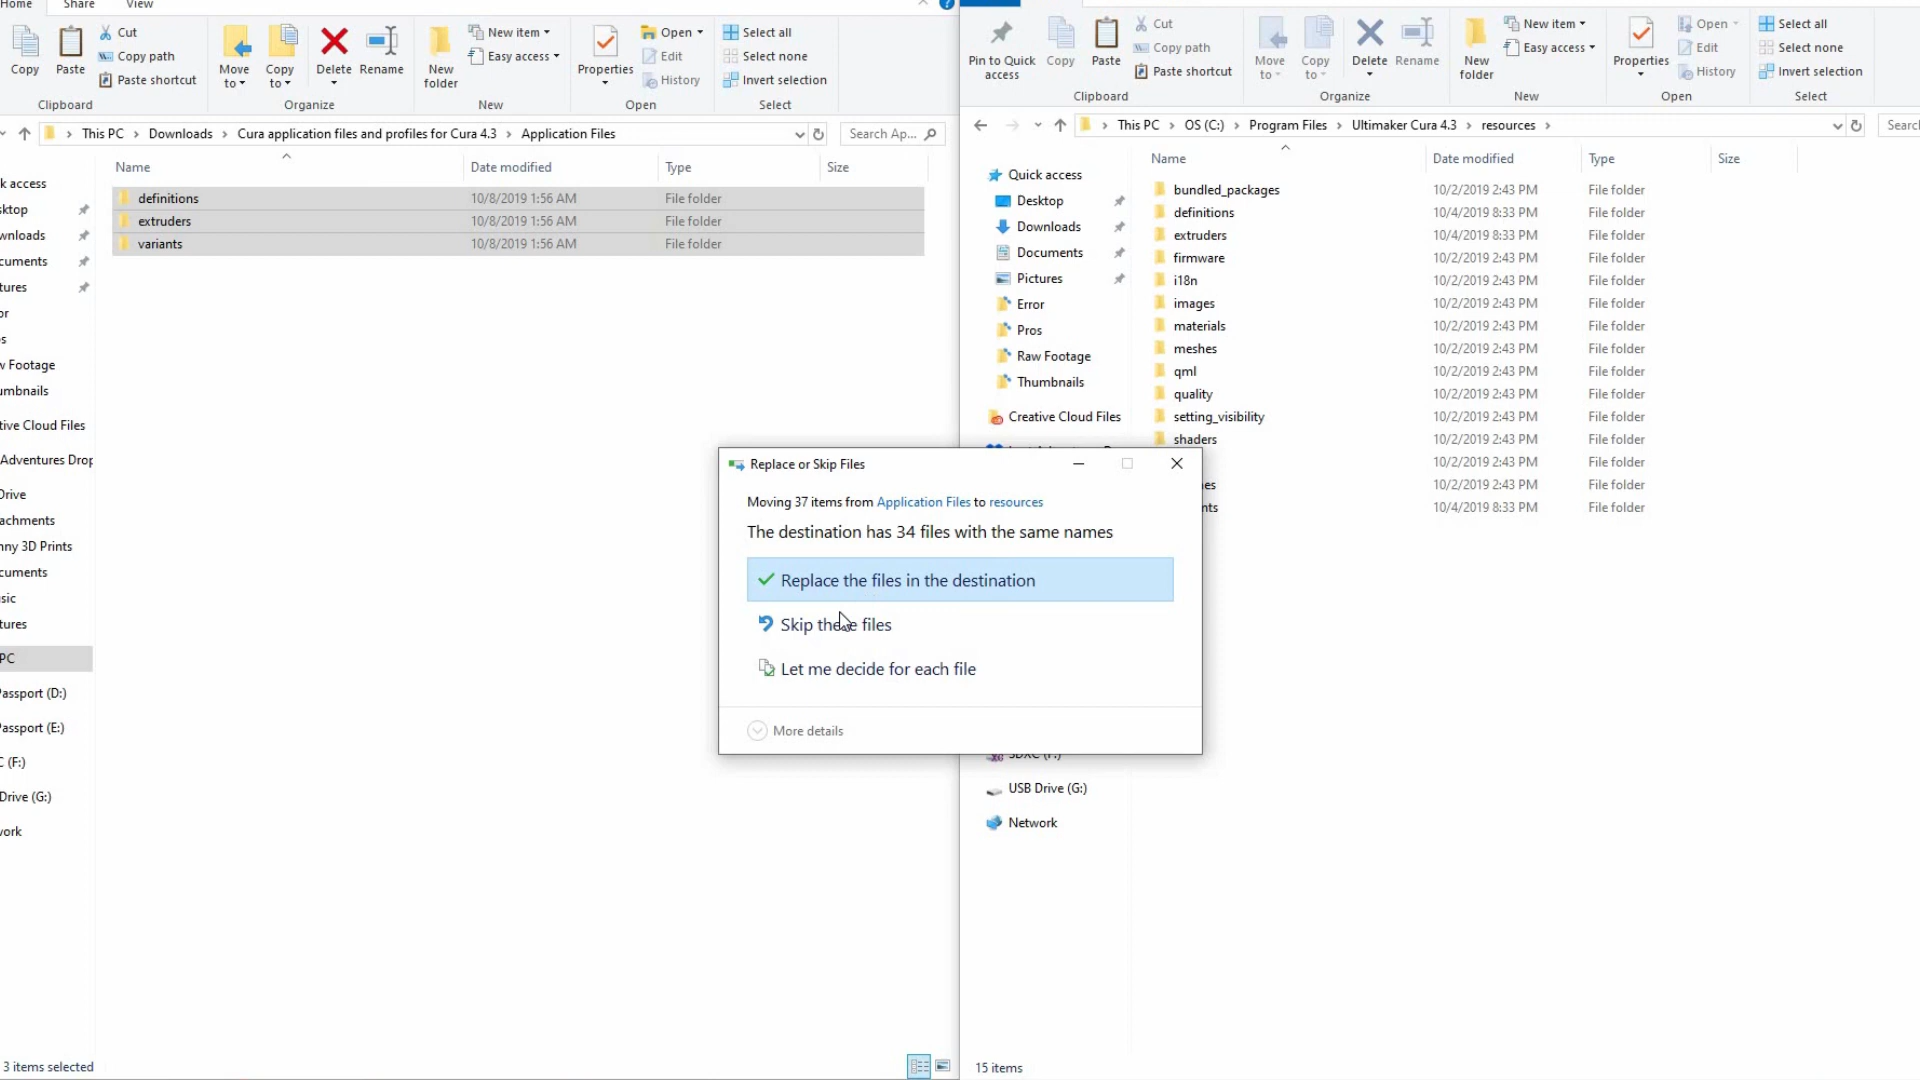 Home Share View
Copy
Paste
Cut
Copy path
Paste shortcut
Clipboard
Move to
Copy to
Delete
Rename
Organize
New folder
New item
Easy access
New
Properties
Open
Edit
History
Open
Select all
Select none
Invert selection
Select
This PC > Downloads > Cura application files and profiles for Cura 4.3 > Application Files
Search Ap...
Name Date modified Type Size
definitions 10/8/2019 1:56 AM File folder
extruders 10/8/2019 1:56 AM File folder
variants 10/8/2019 1:56 AM File folder
k access
ktop
wnloads
cuments
tures
or
s
w Footage
umbnails
tive Cloud Files
Adventures Drop
Drive
achments
nny 3D Prints
cuments
sic
tures
PC
Passport (D:)
assport (E:)
C (F:)
Drive (G:)
work
3 items selected
Pin to Quick access
Copy
Paste
Cut
Copy path
Paste shortcut
Clipboard
Move to
Copy to
Delete
Rename
Organize
New folder
New item
Easy access
New
Properties
Open
Edit
History
Open
Select all
Select none
Invert selection
Select
This PC > OS (C:) > Program Files > Ultimaker Cura 4.3 > resources >
Searc
Quick access
Desktop
Downloads
Documents
Pictures
Error
Pros
Raw Footage
Thumbnails
Creative Cloud Files
USB Drive (G:)
Network
Name Date modified Type Size
bundled_packages 10/2/2019 2:43 PM File folder
definitions 10/4/2019 8:33 PM File folder
extruders 10/4/2019 8:33 PM File folder
firmware 10/2/2019 2:43 PM File folder
i18n 10/2/2019 2:43 PM File folder
images 10/2/2019 2:43 PM File folder
materials 10/2/2019 2:43 PM File folder
meshes 10/2/2019 2:43 PM File folder
qml 10/2/2019 2:43 PM File folder
quality 10/2/2019 2:43 PM File folder
setting_visibility 10/2/2019 2:43 PM File folder
shaders 10/2/2019 2:43 PM File folder
10/2/2019 2:43 PM File folder
es 10/2/2019 2:43 PM File folder
nts 10/4/2019 8:33 PM File folder
15 items
Replace or Skip Files
Moving 37 items from Application Files to resources
The destination has 34 files with the same names
Replace the files in the destination
Skip these files
Let me decide for each file
More details